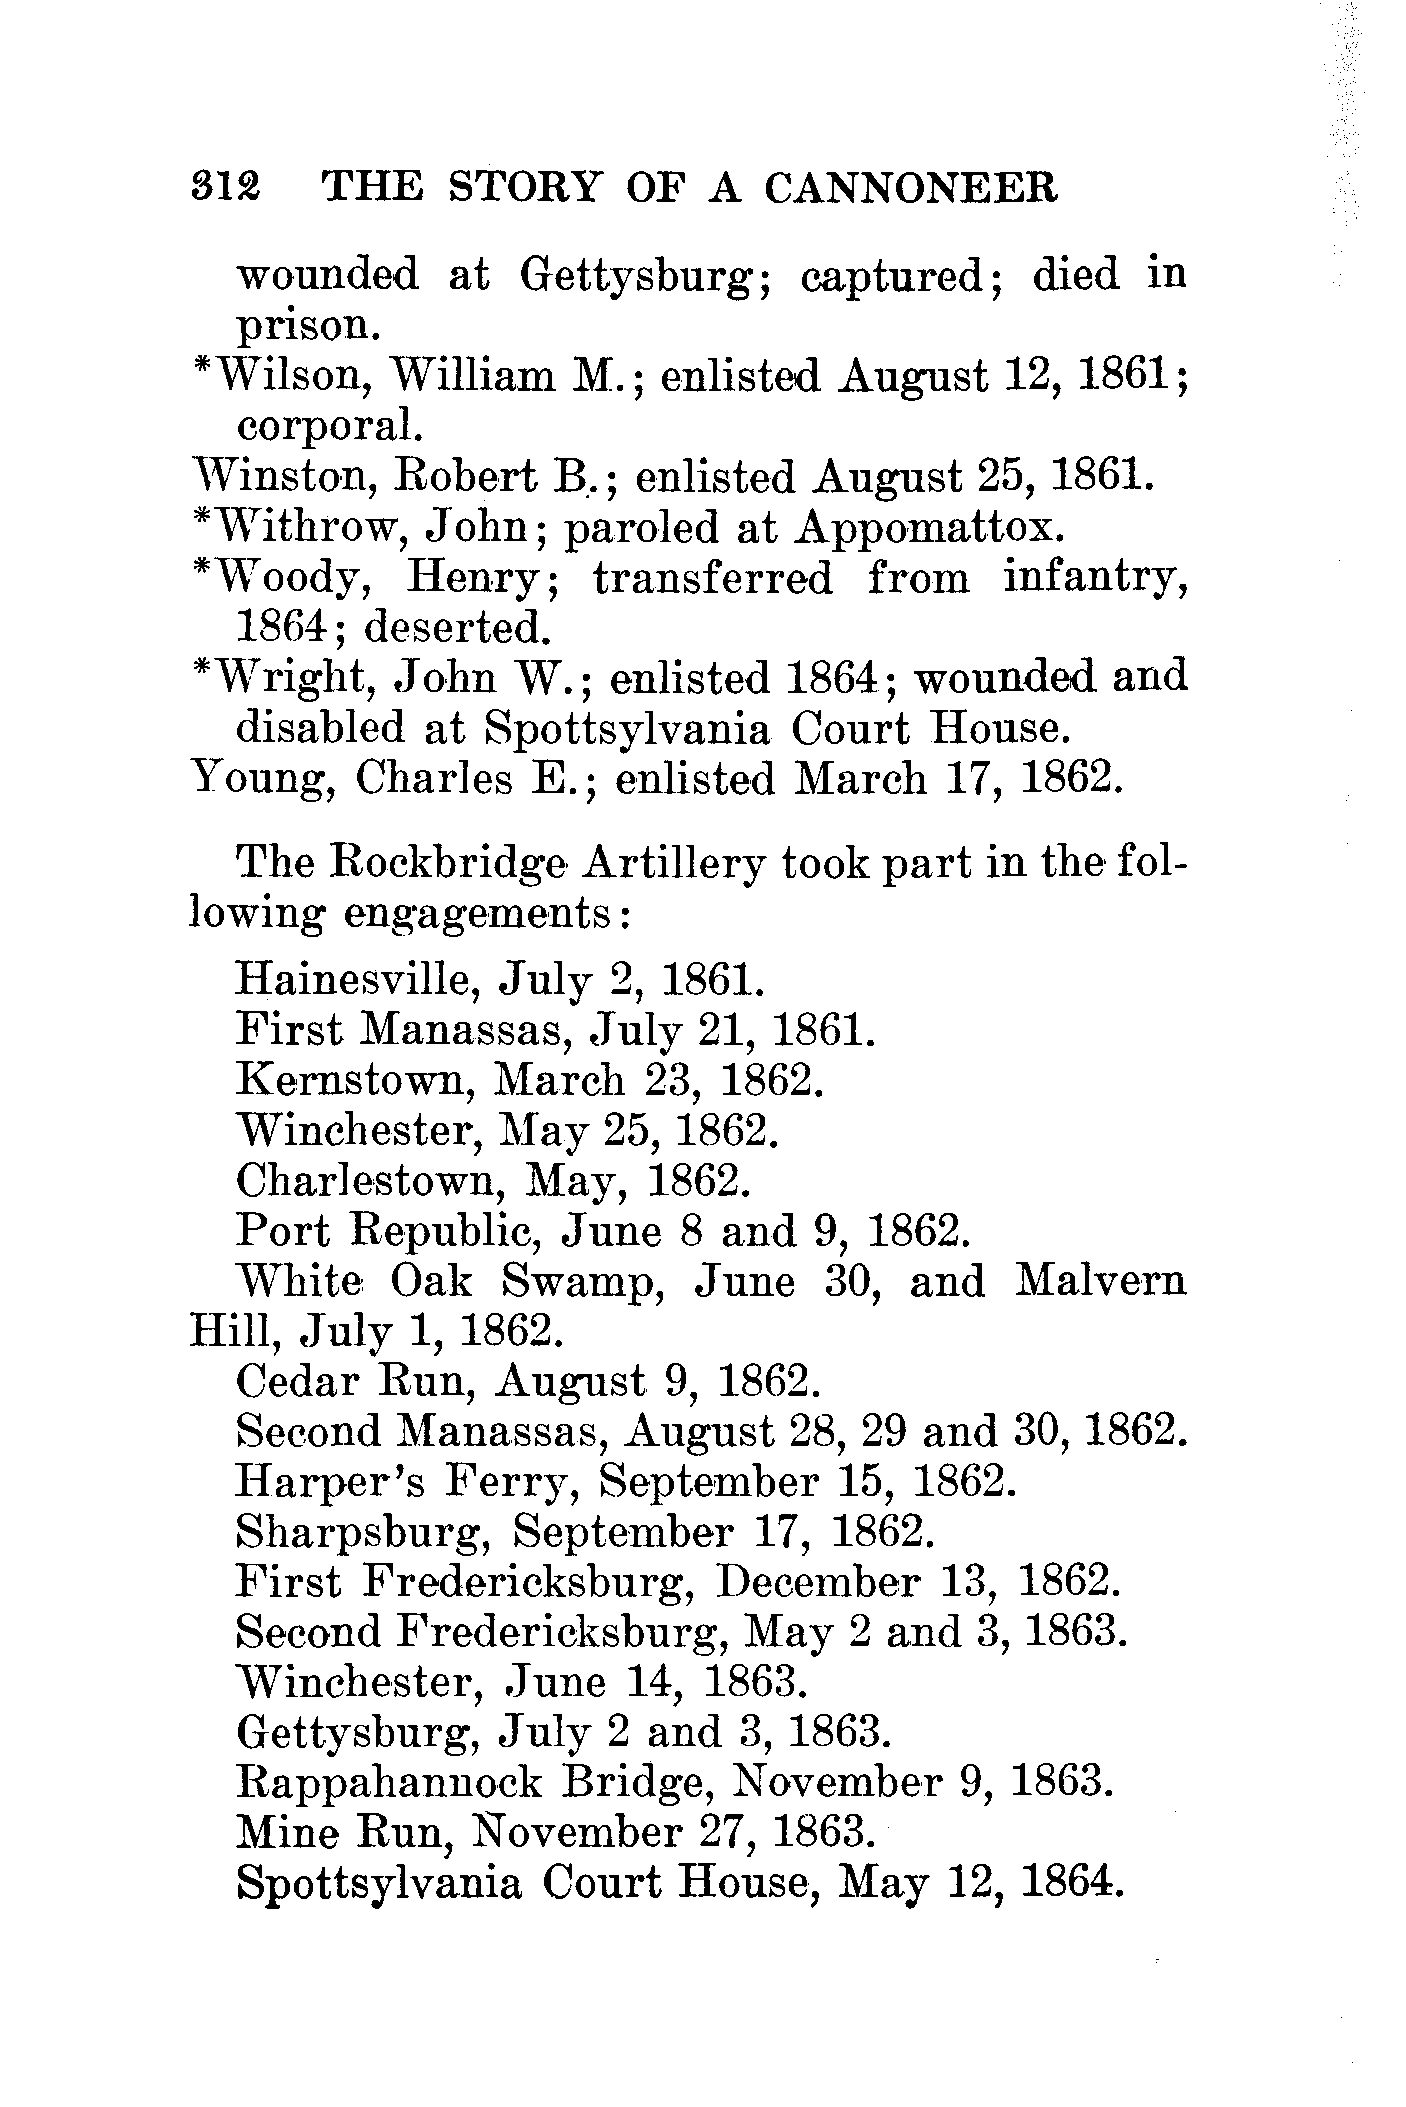 312 THE STORY OF A CANNONEER
wounded at Gettysburg; captured; died in
prison.
*Wilson, William M.; enlisted August 12, 1861;
corporal.
Winston, Robert B.; enlisted August 25, 1861.
*Withrow, John; paroled at Appomattox.
*Woody, Henry; transferred from infantry,
1864; deserted.
*Wright, John W.; enlisted 1864; wounded and
disabled at Spottsylvania Court House.
Young, Charles E.; enlisted March 17, 1862.
The Rockbridge Artillery took part in the fol-
lowing engagements:
Hainesville, July 2, 1861.
First Manassas, July 21, 1861.
Kernstown, March 23, 1862.
Winchester, May 25, 1862.
Charlestown, May, 1862.
Port Republic, June 8 and 9, 1862.
White Oak Swamp, June 30, and Malvern
Hill, July 1, 1862.
Cedar Run, August 9, 1862.
Second Manassas, August 28, 29 and 30, 1862.
Harper's Ferry, September 15, 1862.
Sharpsburg, September 17, 1862.
First Fredericksburg, December 13, 1862.
Second Fredericksburg, May 2 and 3, 1863.
Winchester, June 14, 1863.
Gettysburg, July 2 and 3, 1863.
Rappahannock Bridge, November 9, 1863.
Mine Run, November 27, 1863.
Spottsylvania Court House, May 12, 1864.